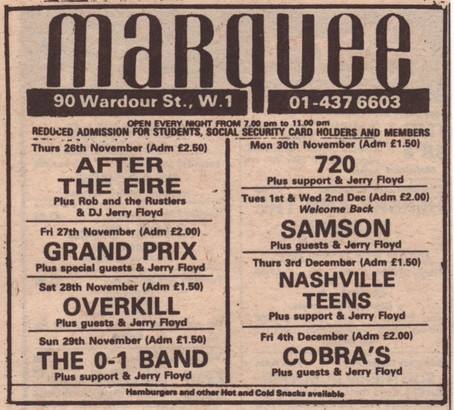 marquee
90 Wardour St., W.1
01-437 6603
OPEN EVERY NIGHT FROM 7.00 pm to 11.00 pm
REDUCED ADMISSION FOR STUDENTS, SOCIAL SECURITY CARD HOLDERS AND MEMBERS
Thurs 26th November (Adm £2.50)
AFTER
THE FIRE
Plus Rob and the Rustlers
& DJ Jerry Floyd
Fri 27th November (Adm £2.00)
GRAND PRIX
Plus special guests & Jerry Floyd
Sat 28th November (Adm £1.50)
OVERKILL
Plus guests & Jerry Floyd
Sun 29th November (Adm £1.50)
THE 0-1 BAND
Plus support & Jerry Floyd
Mon 30th November (Adm £1.50)
720
Plus support & Jerry Floyd
Tues 1st & Wed 2nd Dec (Adm £2.00)
Welcome Back
SAMSON
Plus guests & Jerry Floyd
Thurs 3rd December (Adm £1.50)
NASHVILLE
TEENS
Plus support & Jerry Floyd
Fri 4th December (Adm £2.00)
COBRA'S
Plus guests & Jerry Floyd
Hamburgers and other Hot and Cold Snacks available